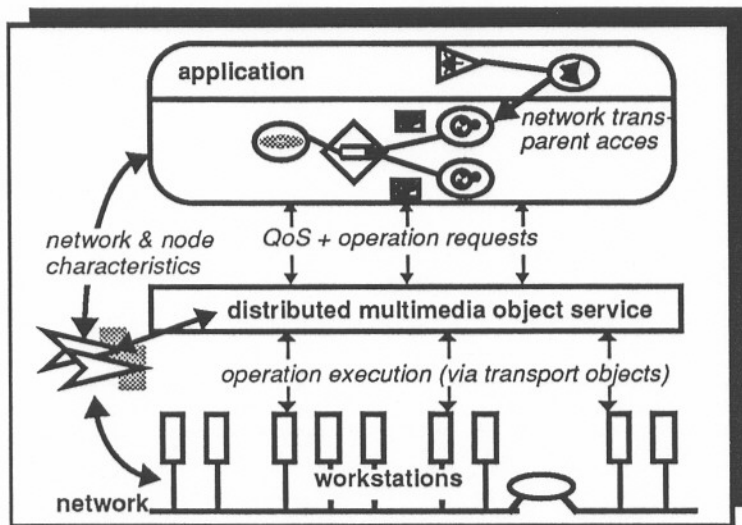 application
network trans-
parent acces
network & node
characteristics
QoS + operation requests
distributed multimedia object service
operation execution (via transport objects)
workstations
network